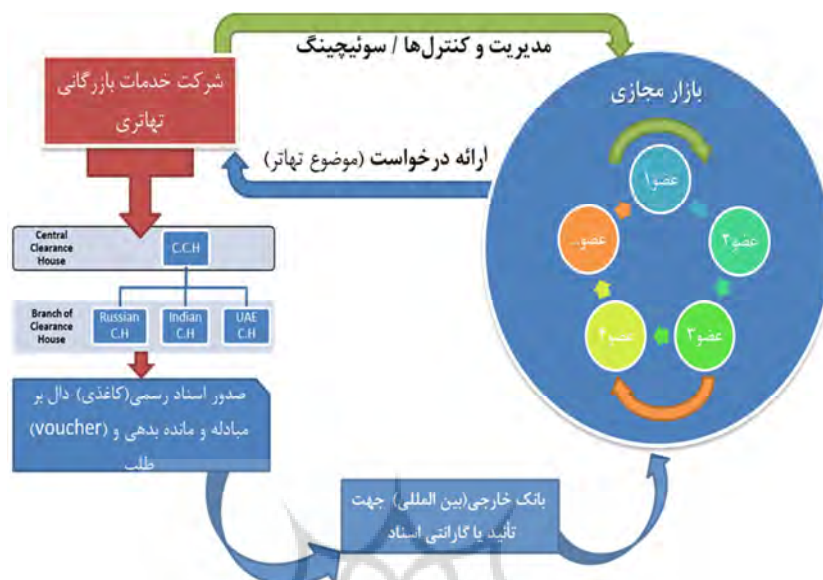 مدیریت و کنترل‌ها / سوئیچینگ
شرکت خدمات بازرگانی
تهاتری
بازار مجازی
ارائه درخواست (موضوع تهاتر)
عضو۱
عضو۲
عضو۳
عضو۴
عضو...
Central
Clearance
House
C.C.H
Branch of
Clearance
House
Russian
C.H
Indian
C.H
UAE
C.H
صدور اسناد رسمی(کاغذی) دال بر
مبادله و مانده بدهی و (voucher)
طلب
بانک خارجی(بین المللی) جهت
تأئید یا گارانتی اسناد